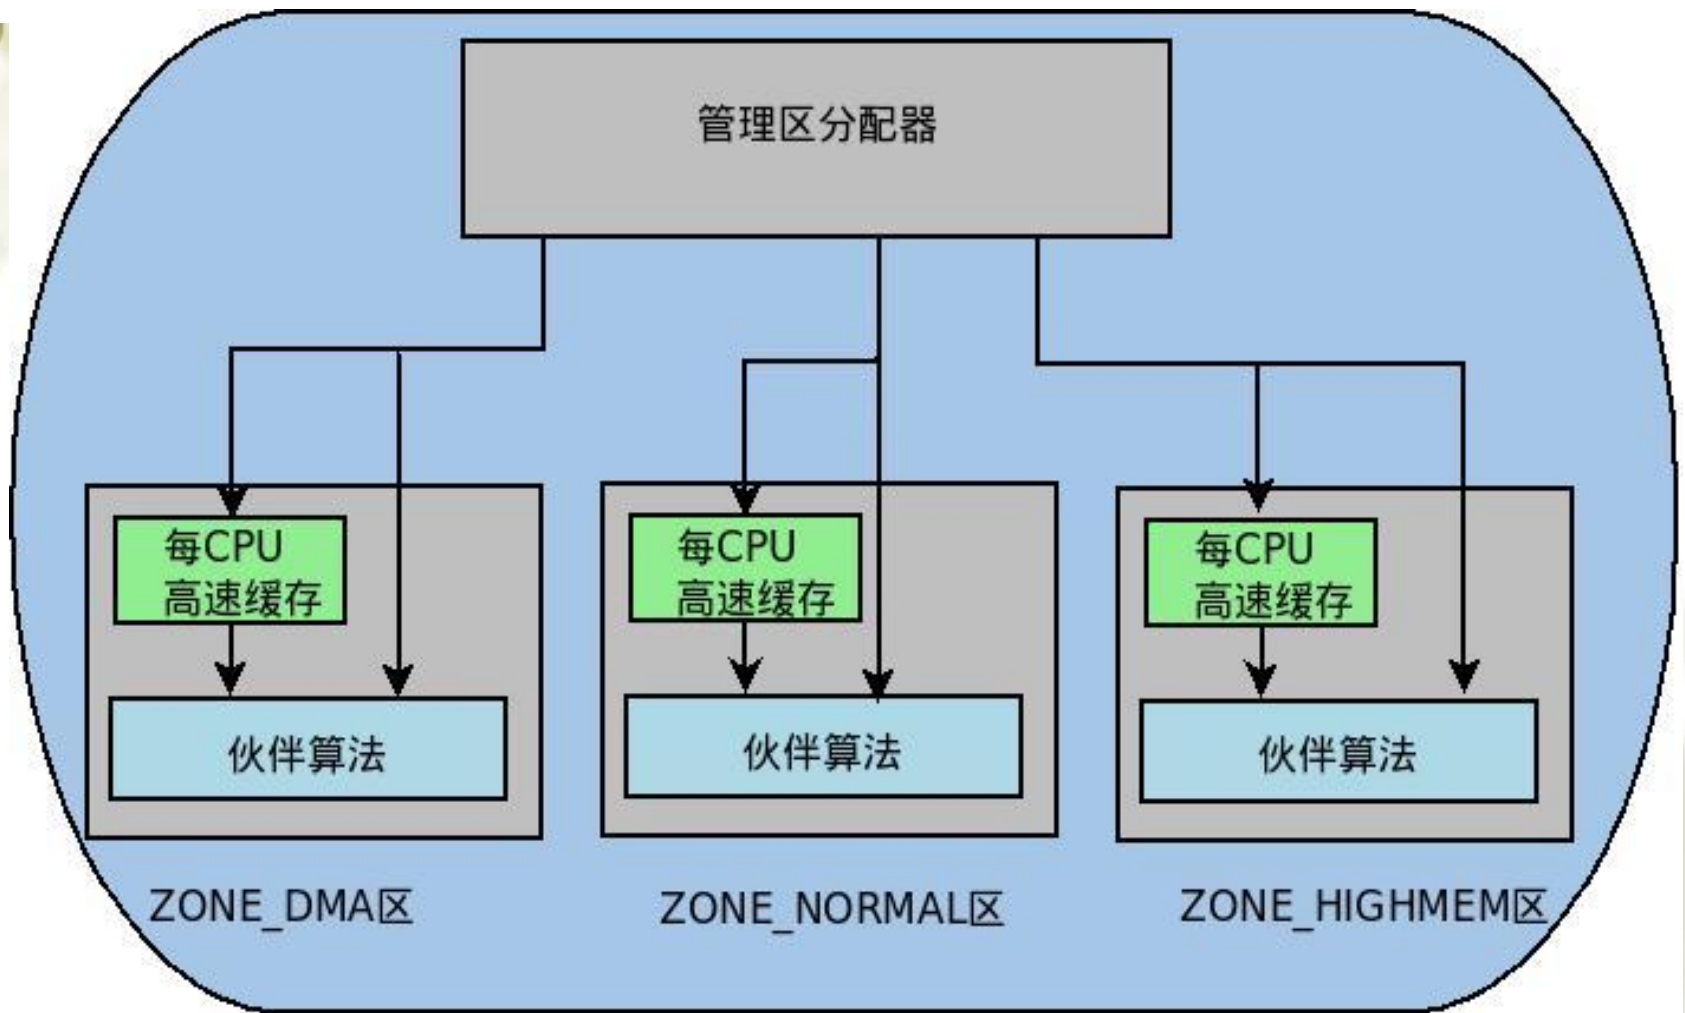 管理区分配器
每CPU
高速缓存
伙伴算法
ZONE_DMA区
每CPU
高速缓存
伙伴算法
ZONE_NORMAL区
每CPU
高速缓存
伙伴算法
ZONE_HIGHMEM区